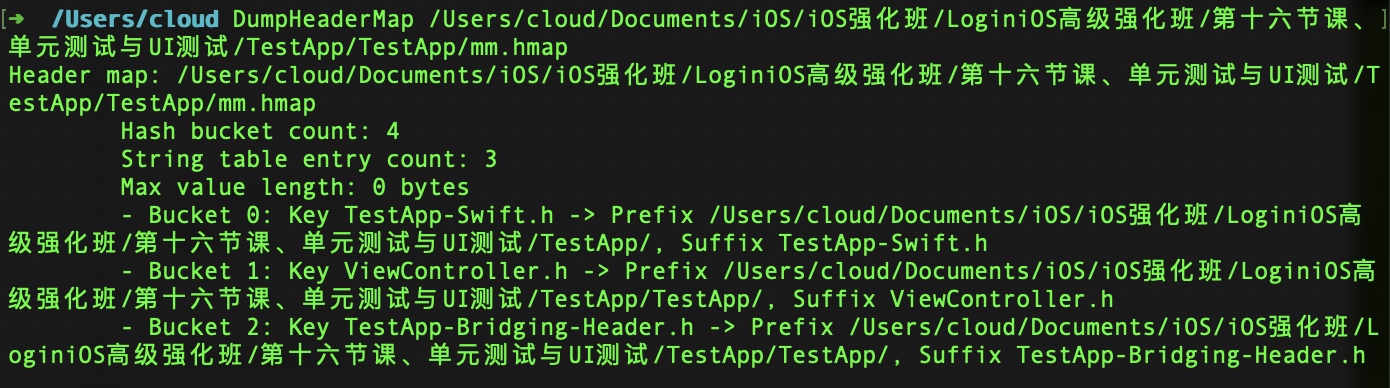 [➜  /Users/cloud DumpHeaderMap /Users/cloud/Documents/iOS/iOS强化班/LoginiOS高级强化班/第十六节课、]
单元测试与UI测试/TestApp/TestApp/mm.hmap
Header map: /Users/cloud/Documents/iOS/iOS强化班/LoginiOS高级强化班/第十六节课、单元测试与UI测试/T
estApp/TestApp/mm.hmap
        Hash bucket count: 4
        String table entry count: 3
        Max value length: 0 bytes
        - Bucket 0: Key TestApp-Swift.h -> Prefix /Users/cloud/Documents/iOS/iOS强化班/LoginiOS高
级强化班/第十六节课、单元测试与UI测试/TestApp/, Suffix TestApp-Swift.h
        - Bucket 1: Key ViewController.h -> Prefix /Users/cloud/Documents/iOS/iOS强化班/LoginiOS高
级强化班/第十六节课、单元测试与UI测试/TestApp/TestApp/, Suffix ViewController.h
        - Bucket 2: Key TestApp-Bridging-Header.h -> Prefix /Users/cloud/Documents/iOS/iOS强化班/L
oginiOS高级强化班/第十六节课、单元测试与UI测试/TestApp/TestApp/, Suffix TestApp-Bridging-Header.h